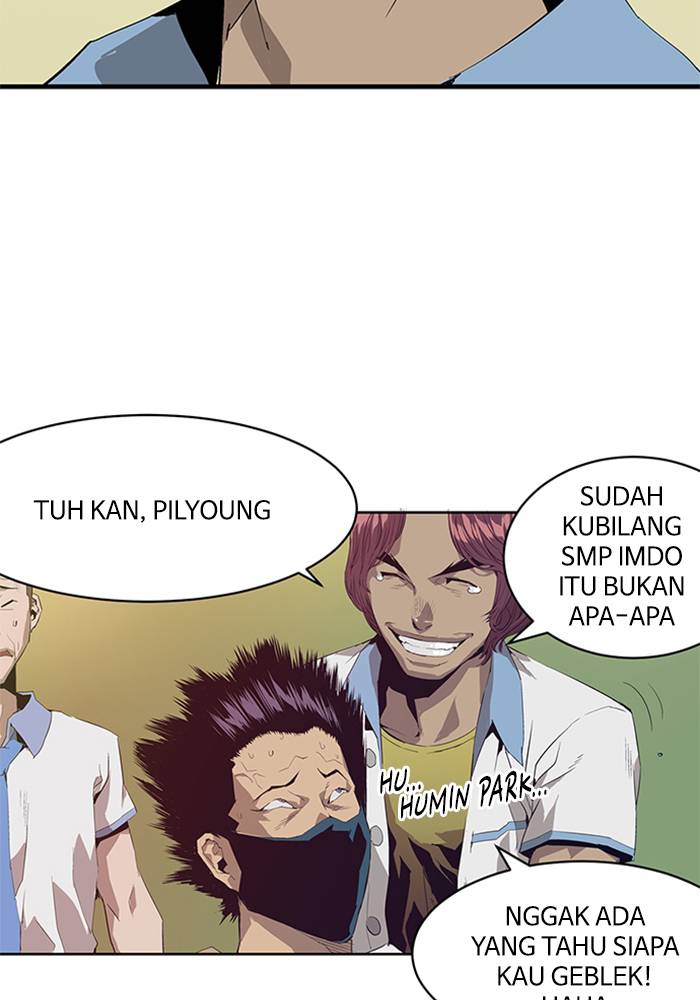 TUH KAN, PILYOUNG
SUDAH
KUBILANG
SMP IMDO
ITU BUKAN
APA-APA
HU...
HUMIN PARK...
NGGAK ADA
YANG TAHU SIAPA
KAU GEBLEK!